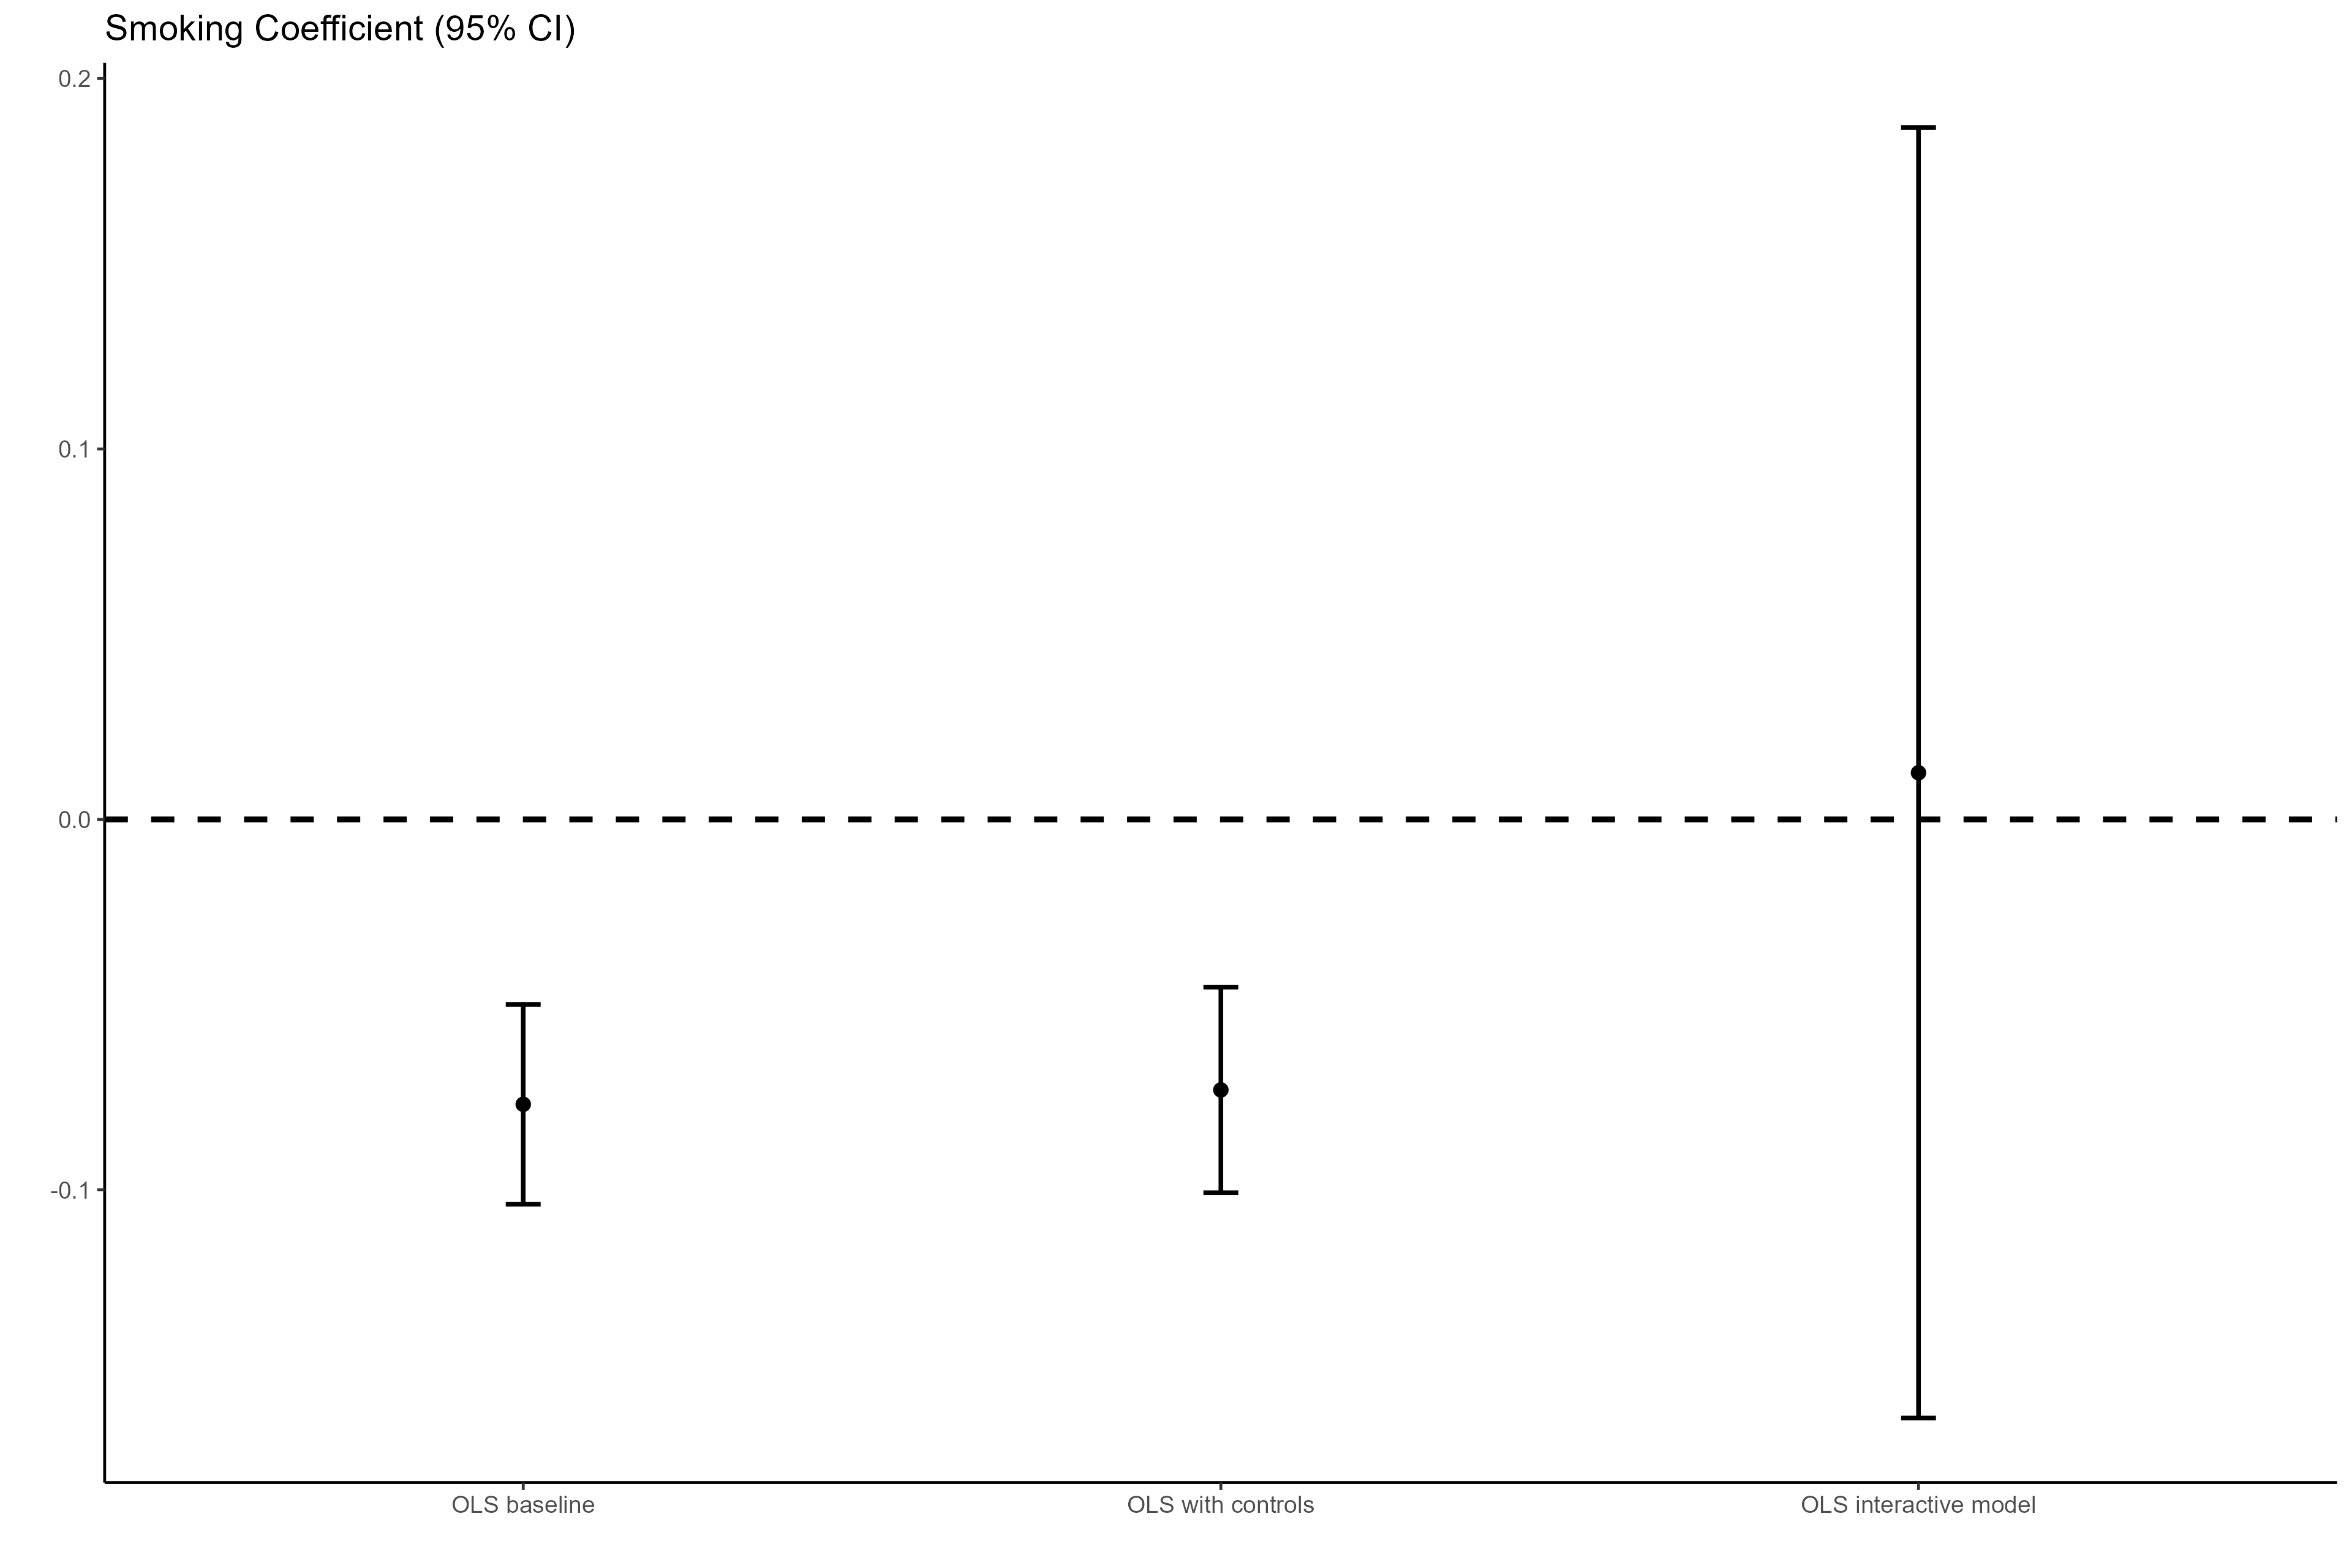 Smoking Coefficient (95% CI)
0.2
0.1
0.0
-0.1
OLS baseline
OLS with controls
OLS interactive model